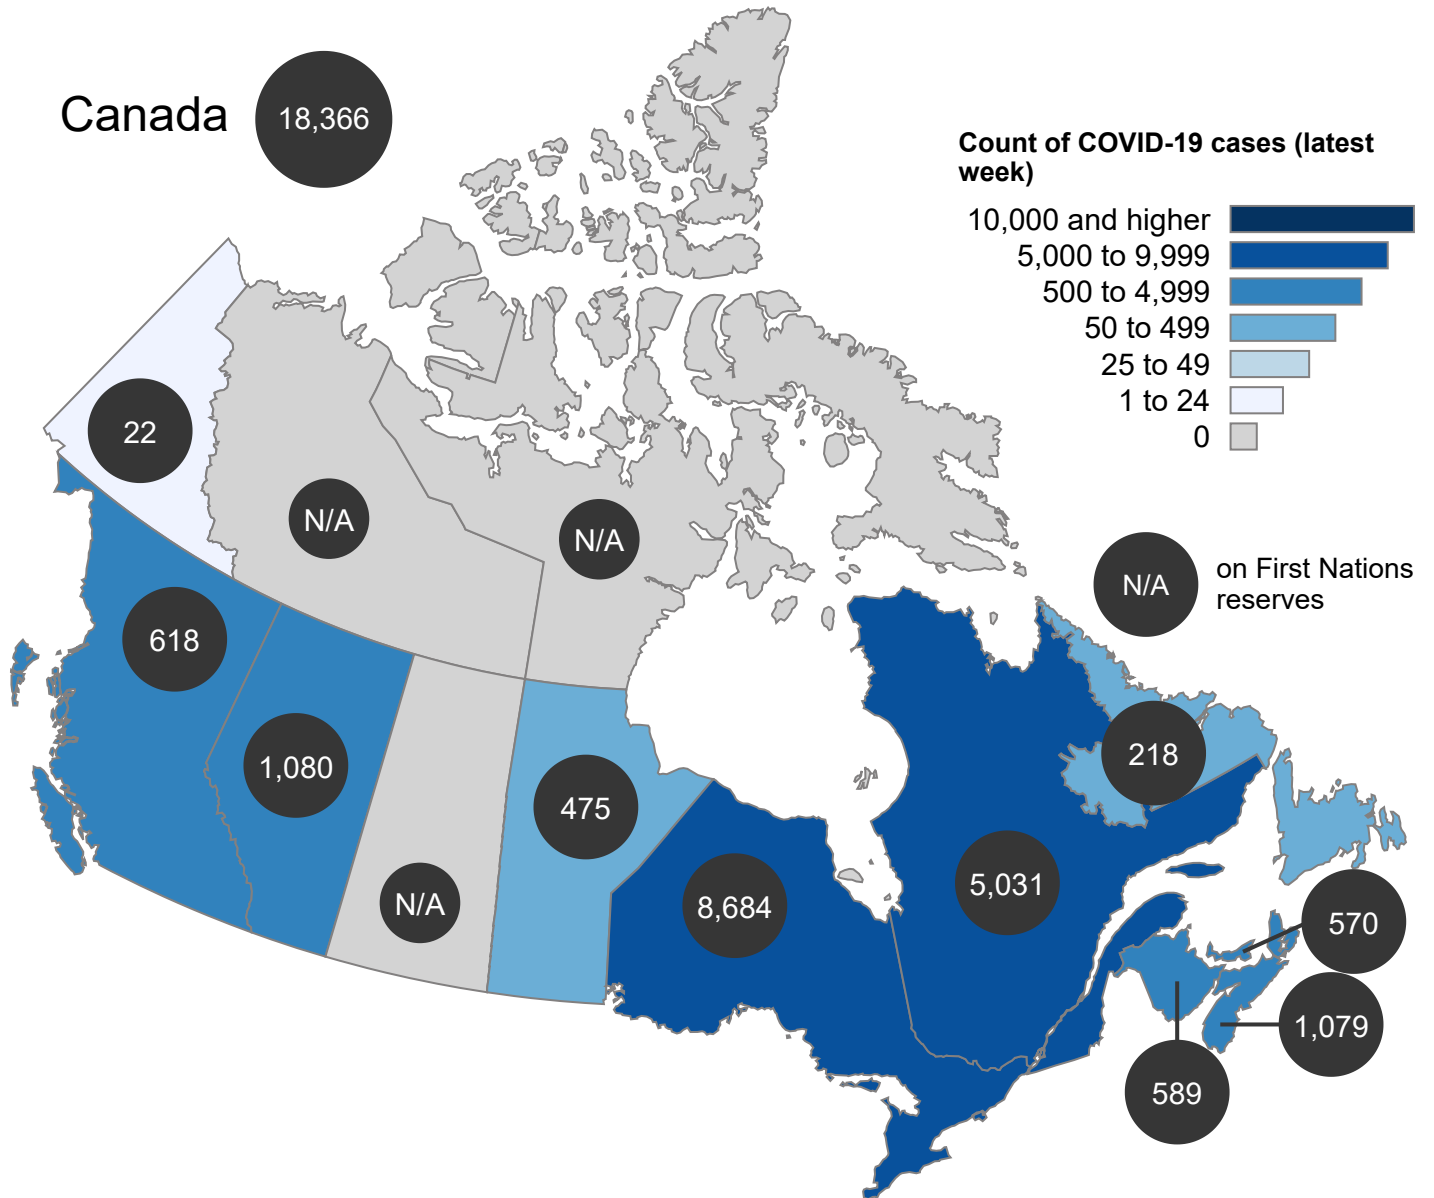 Canada
18,366
Count of COVID-19 cases (latest
week)
10,000 and higher
5,000 to 9,999
500 to 4,999
50 to 499
25 to 49
1 to 24
0
22
N/A
N/A
N/A
on First Nations
reserves
618
1,080
N/A
475
8,684
5,031
218
570
1,079
589